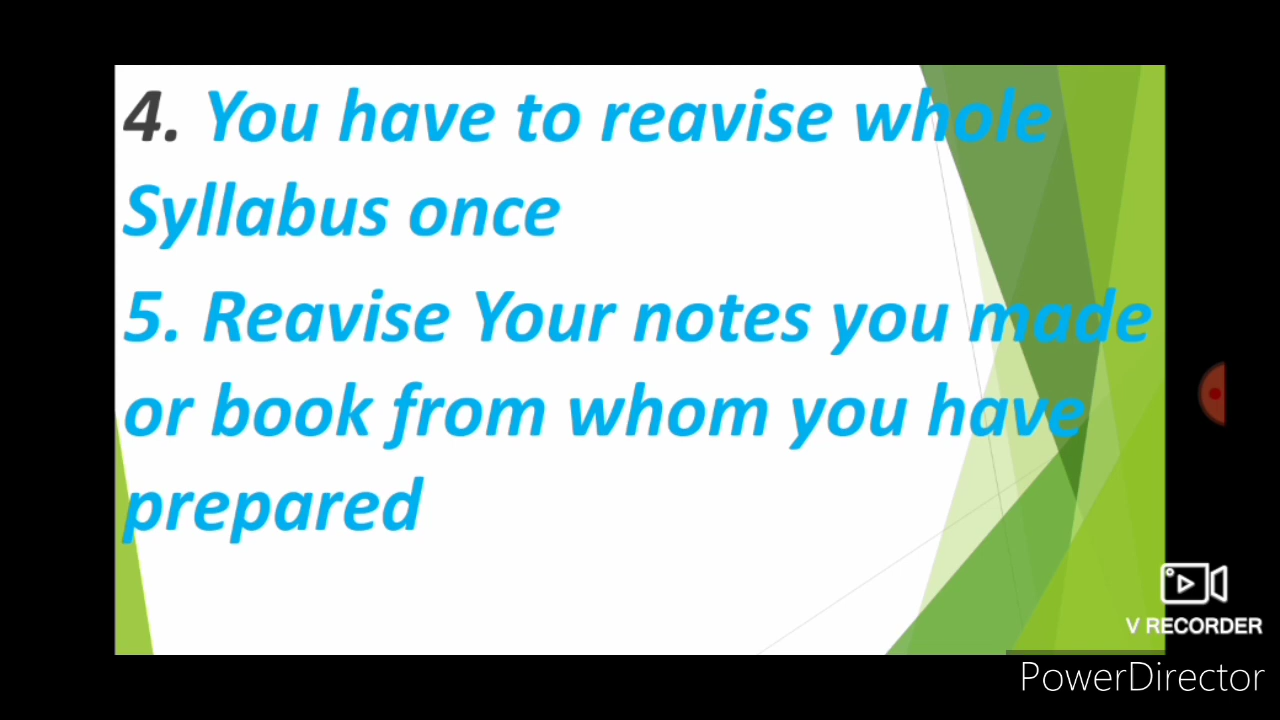 4. You have to reavise whole
Syllabus once
5. Reavise Your notes you made
or book from whom you have
prepared
V RECORDER
PowerDirector